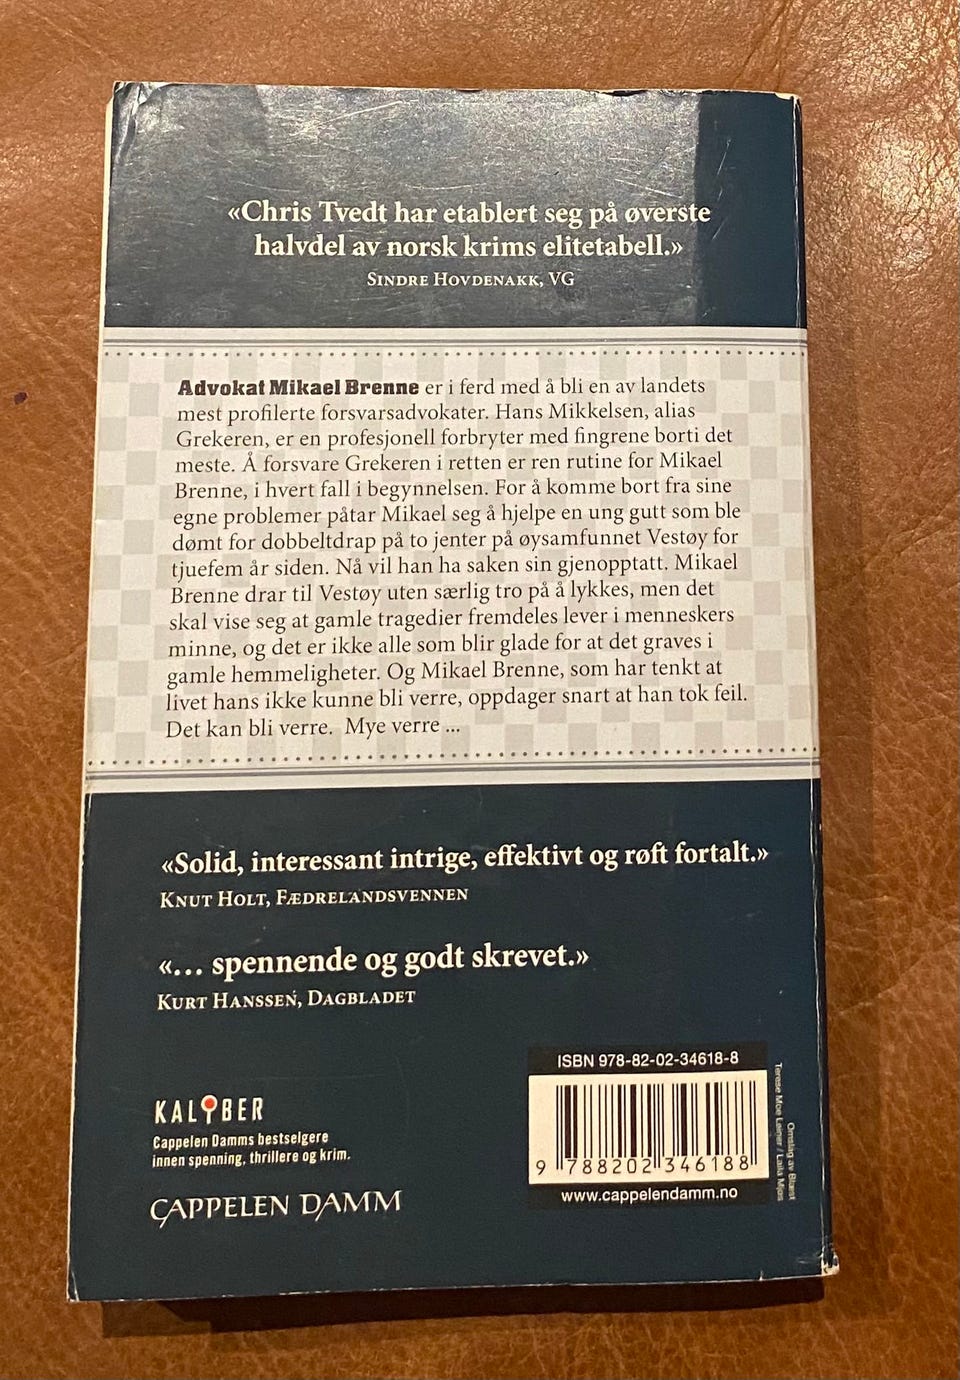 «Chris Tvedt har etablert seg på øverste
halvdel av norsk krims elitetabell.»
SINDRE HOVDENAKK, VG
Advokat Mikael Brenne er i ferd med å bli en av landets
mest profilerte forsvarsadvokater. Hans Mikkelsen, alias
Grekeren, er en profesjonell forbryter med fingrene borti det
meste. Å forsvare Grekeren i retten er ren rutine for Mikael
Brenne, i hvert fall i begynnelsen. For å komme bort fra sine
egne problemer påtar Mikael seg å hjelpe en ung gutt som ble
dømt for dobbeltdrap på to jenter på øysamfunnet Vestøy for
tjuefem år siden. Nå vil han ha saken sin gjenopptatt. Mikael
Brenne drar til Vestøy uten særlig tro på å lykkes, men det
skal vise seg at gamle tragedier fremdeles lever i menneskers
minne, og det er ikke alle som blir glade for at det graves i
gamle hemmeligheter. Og Mikael Brenne, som har tenkt at
livet hans ikke kunne bli verre, oppdager snart at han tok feil.
Det kan bli verre. Mye verre ...
«Solid, interessant intrige, effektivt og røft fortalt.»
KNUT HOLT, FÆDRELANDSVENNEN
«... spennende og godt skrevet.»
KURT HANSSEN, DAGBLADET
KALIBER
Cappelen Damms bestselgere
innen spenning, thrillere og krim.
CAPPELEN DAMM
ISBN 978-82-02-34618-8
9 788202 346188
www.cappelendamm.no
Omslag av Blæst
Terese Moe Leiner / Laila Mjøs